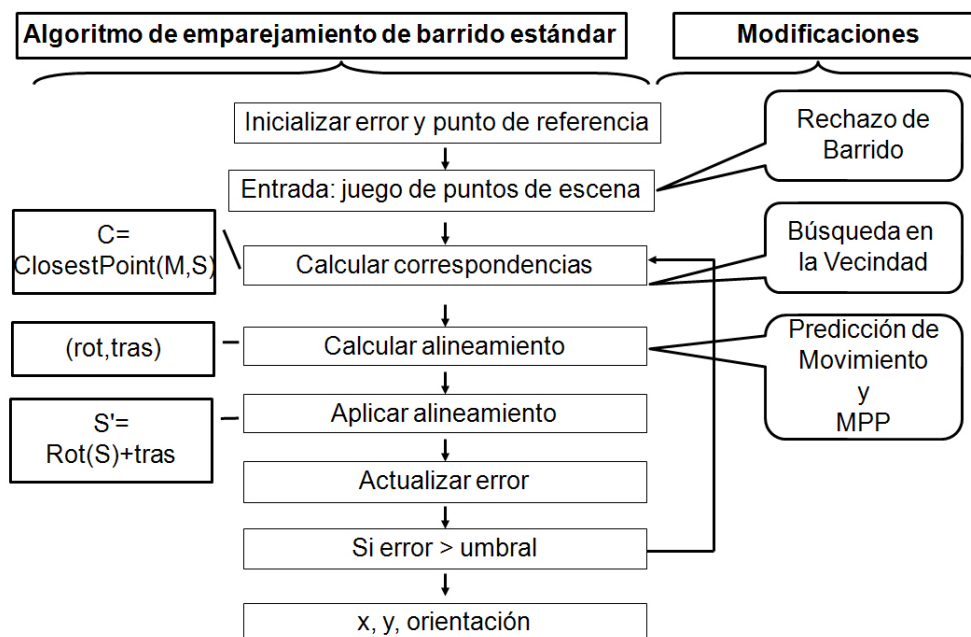 Algoritmo de emparejamiento de barrido estándar
Modificaciones
Inicializar error y punto de referencia
Rechazo de
Barrido
Entrada: juego de puntos de escena
C=
ClosestPoint(M,S)
Calcular correspondencias
Búsqueda en
la Vecindad
(rot,tras)
Calcular alineamiento
Predicción de
Movimiento
y
MPP
S'=
Rot(S)+tras
Aplicar alineamiento
Actualizar error
Si error > umbral
x, y, orientación